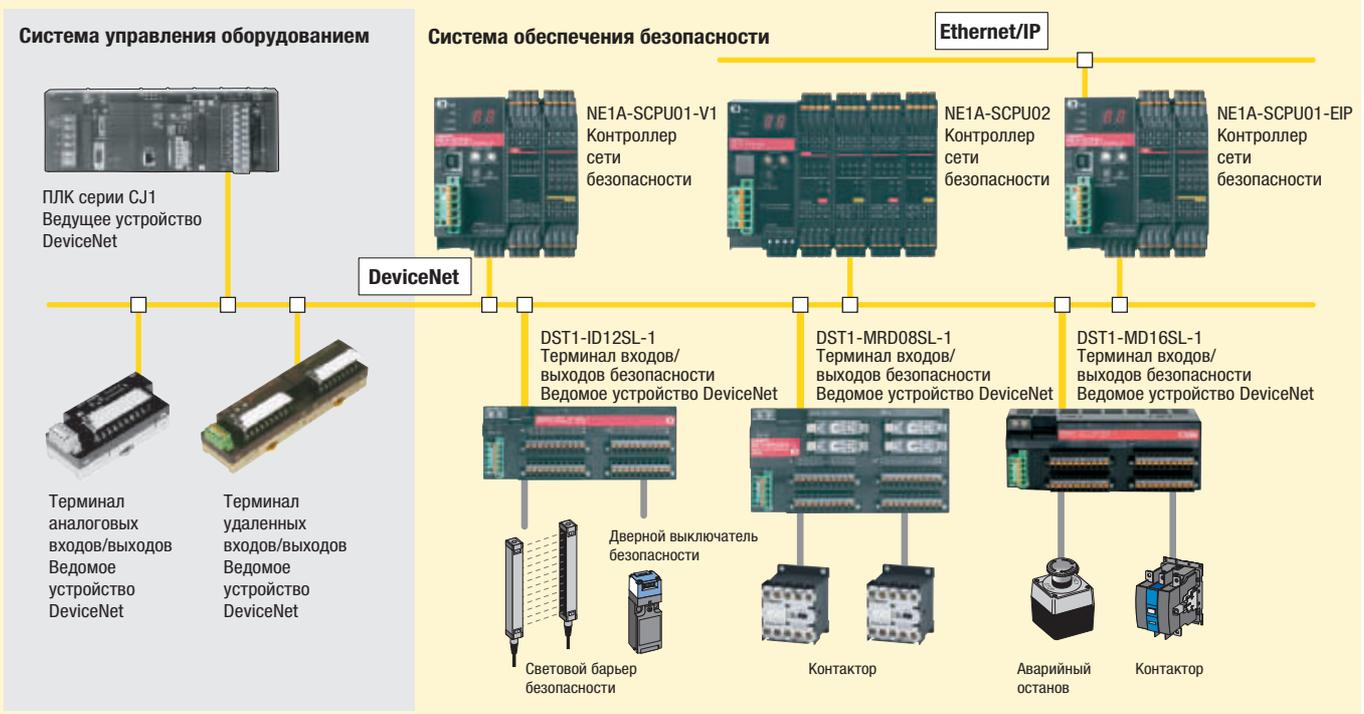 Система управления оборудованием
Система обеспечения безопасности
Ethernet/IP
ПЛК серии CJ1
Ведущее устройство
DeviceNet
NE1A-SCPU01-V1
Контроллер
сети
безопасности
NE1A-SCPU02
Контроллер
сети
безопасности
NE1A-SCPU01-EIP
Контроллер
сети
безопасности
DeviceNet
DST1-ID12SL-1
Терминал входов/
выходов безопасности
Ведомое устройство DeviceNet
DST1-MRD08SL-1
Терминал входов/
выходов безопасности
Ведомое устройство DeviceNet
DST1-MD16SL-1
Терминал входов/
выходов безопасности
Ведомое устройство DeviceNet
Терминал
аналоговых
входов/выходов
Ведомое
устройство
DeviceNet
Терминал
удаленных
входов/выходов
Ведомое
устройство
DeviceNet
Дверной выключатель
безопасности
Световой барьер
безопасности
Контактор
Аварийный
останов
Контактор